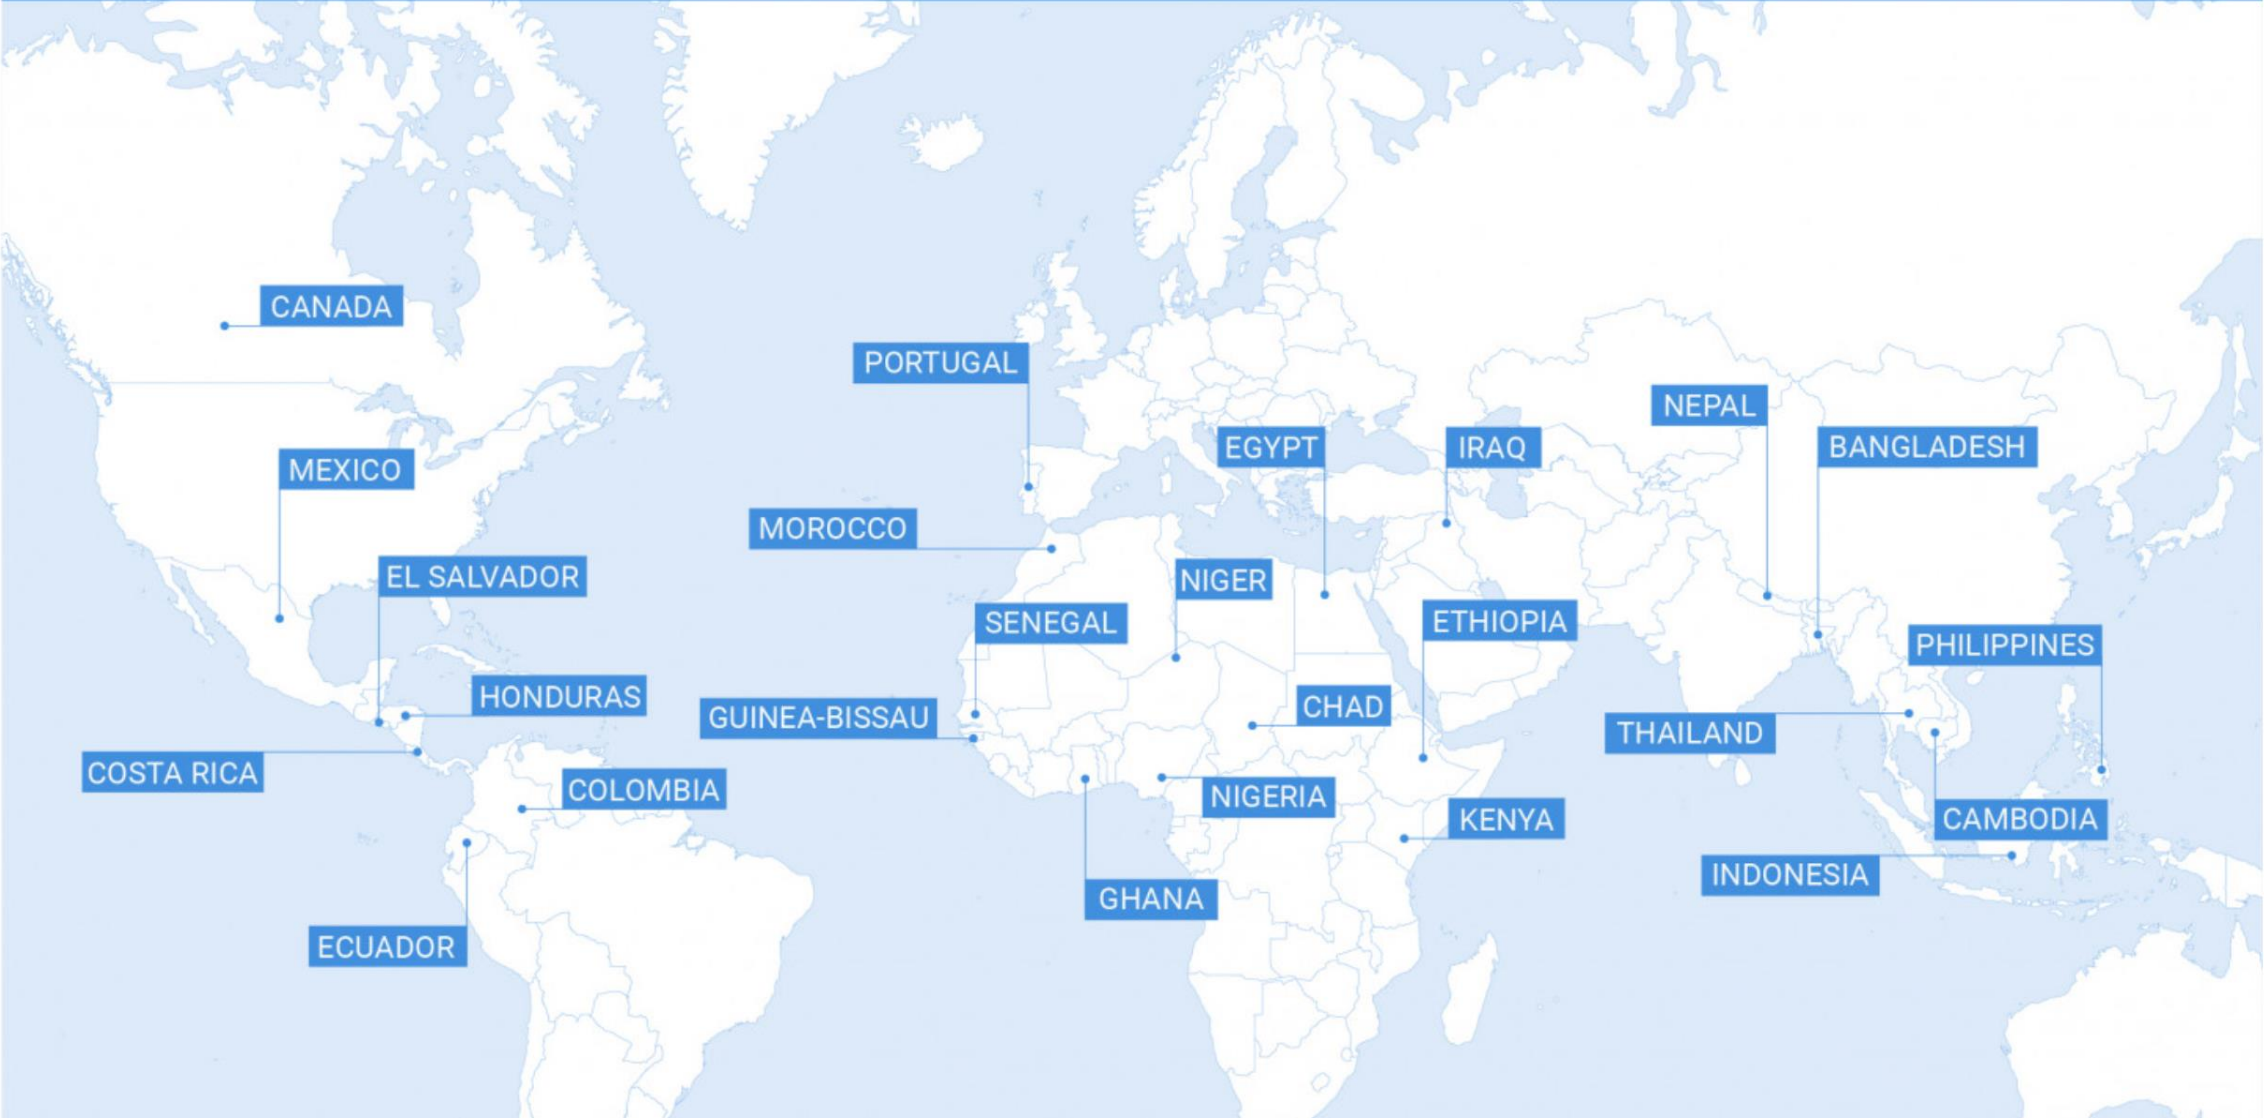 CANADA
PORTUGAL
NEPAL
EGYPT
IRAQ
BANGLADESH
MEXICO
MOROCCO
EL SALVADOR
NIGER
SENEGAL
ETHIOPIA
PHILIPPINES
HONDURAS
GUINEA-BISSAU
CHAD
THAILAND
COSTA RICA
COLOMBIA
NIGERIA
KENYA
CAMBODIA
INDONESIA
GHANA
ECUADOR